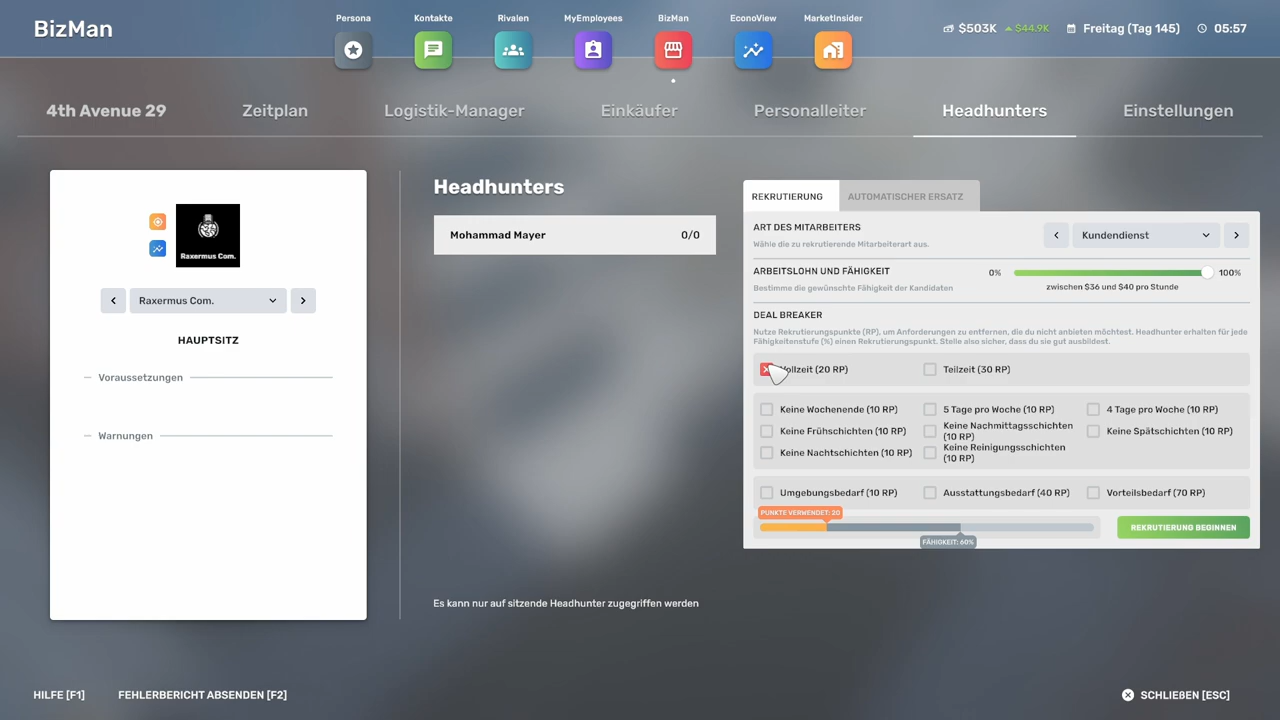 BizMan
Persona
Kontakte
Rivalen
MyEmployees
BizMan
EconoView
MarketInsider
$503K
$44.9K
Freitag (Tag 145)
05:57
4th Avenue 29
Zeitplan
Logistik-Manager
Einkäufer
Personalleiter
Headhunters
Einstellungen
Raxermus Com.
Raxermus Com.
HAUPTSITZ
Voraussetzungen
Warnungen
Headhunters
Mohammad Mayer 0/0
Es kann nur auf sitzende Headhunter zugegriffen werden
REKRUTIERUNG
AUTOMATISCHER ERSATZ
ART DES MITARBEITERS
Wähle die zu rekrutierende Mitarbeiterart aus.
Kundendienst
ARBEITSLOHN UND FÄHIGKEIT
Bestimme die gewünschte Fähigkeit der Kandidaten
0%
100%
zwischen $36 und $40 pro Stunde
DEAL BREAKER
Nutze Rekrutierungspunkte (RP), um Anforderungen zu entfernen, die du nicht anbieten möchtest. Headhunter erhalten für jede
Fähigkeitenstufe (%) einen Rekrutierungspunkt. Stelle also sicher, dass du sie gut ausbildest.
Vollzeit (20 RP)
Teilzeit (30 RP)
Keine Wochenende (10 RP)
5 Tage pro Woche (10 RP)
4 Tage pro Woche (10 RP)
Keine Frühschichten (10 RP)
Keine Nachmittagsschichten
(10 RP)
Keine Spätschichten (10 RP)
Keine Nachtschichten (10 RP)
Keine Reinigungsschichten
(10 RP)
Umgebungsbedarf (10 RP)
Ausstattungsbedarf (40 RP)
Vorteilsbedarf (70 RP)
PUNKTE VERWENDET: 20
FÄHIGKEIT: 60%
REKRUTIERUNG BEGINNEN
HILFE [F1]
FEHLERBERICHT ABSENDEN [F2]
SCHLIEẞEN [ESC]